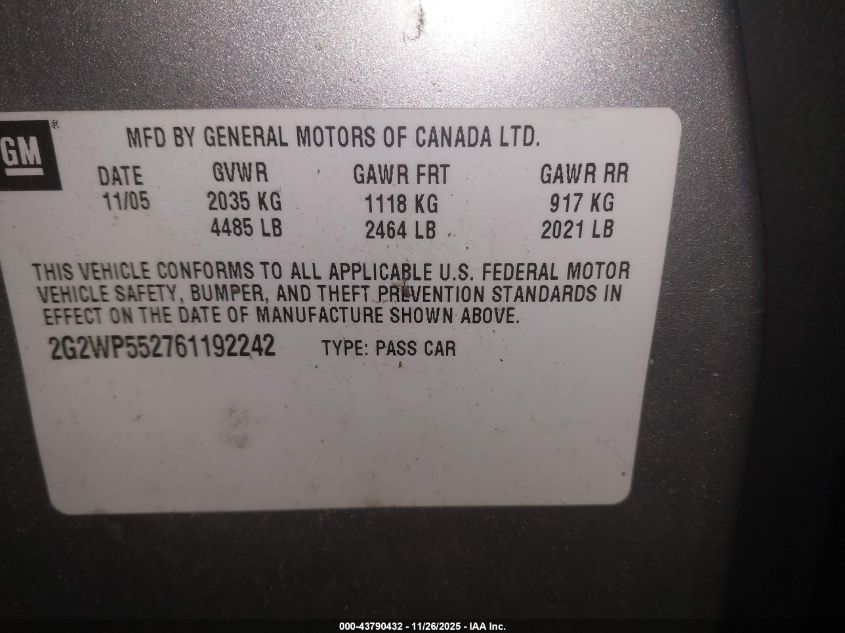 GM®
MFD BY GENERAL MOTORS OF CANADA LTD.
DATE GVWR GAWR FRT GAWR RR
11/05 2035 KG 1118 KG 917 KG
4485 LB 2464 LB 2021 LB
THIS VEHICLE CONFORMS TO ALL APPLICABLE U.S. FEDERAL MOTOR
VEHICLE SAFETY, BUMPER, AND THEFT PREVENTION STANDARDS IN
EFFECT ON THE DATE OF MANUFACTURE SHOWN ABOVE.
2G2WP552761192242 TYPE: PASS CAR
000-43790432 - 11/26/2025 - IAA Inc.